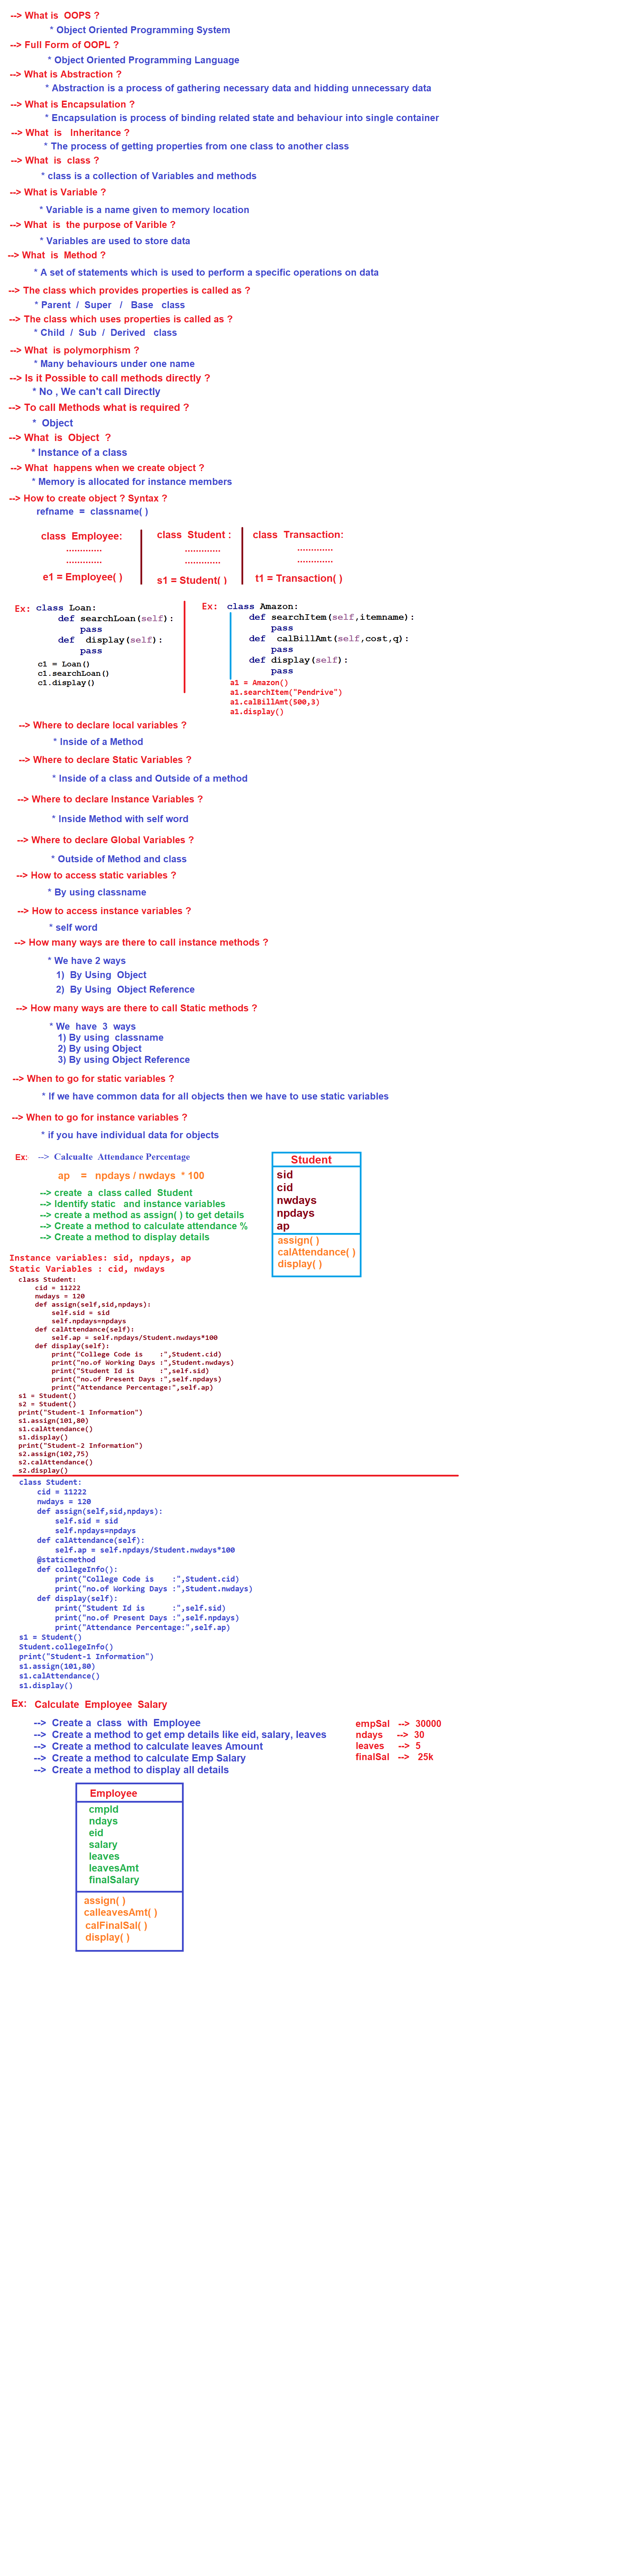 --> What is  OOPS ?
* Object Oriented Programming System
--> Full Form of OOPL ?
* Object Oriented Programming Language
--> What is Abstraction ?
* Abstraction is a process of gathering necessary data and hidding unnecessary data
--> What is Encapsulation ?
* Encapsulation is process of binding related state and behaviour into single container
--> What  is   Inheritance ?
* The process of getting properties from one class to another class
--> What  is  class ?
* class is a collection of Variables and methods
--> What is Variable ?
* Variable is a name given to memory location
--> What  is  the purpose of Varible ?
* Variables are used to store data
--> What  is  Method ?
* A set of statements which is used to perform a specific operations on data
--> The class which provides properties is called as ?
* Parent  /  Super   /   Base   class
--> The class which uses properties is called as ?
* Child  /  Sub  /  Derived   class
--> What  is polymorphism ?
* Many behaviours under one name
--> Is it Possible to call methods directly ?
* No , We can't call Directly
--> To call Methods what is required ?
*  Object
--> What  is  Object  ?
* Instance of a class
--> What  happens when we create object ?
* Memory is allocated for instance members
--> How to create object ? Syntax ?
refname  =  classname( )
class  Employee:
.............
.............
e1 = Employee( )
class  Student :
.............
.............
s1 = Student( )
class  Transaction:
.............
.............
t1 = Transaction( )
Ex: class Loan:
def searchLoan(self):
pass
def  display(self):
pass
c1 = Loan()
c1.searchLoan()
c1.display()
Ex:  class Amazon:
def searchItem(self,itemname):
pass
def  calBillAmt(self,cost,q):
pass
def display(self):
pass
a1 = Amazon()
a1.searchItem("Pendrive")
a1.calBillAmt(500,3)
a1.display()
--> Where to declare local variables ?
* Inside of a Method
--> Where to declare Static Variables ?
* Inside of a class and Outside of a method
--> Where to declare Instance Variables ?
* Inside Method with self word
--> Where to declare Global Variables ?
* Outside of Method and class
--> How to access static variables ?
* By using classname
--> How to access instance variables ?
* self word
--> How many ways are there to call instance methods ?
* We have 2 ways
1)  By Using  Object
2)  By Using  Object Reference
--> How many ways are there to call Static methods ?
* We  have  3  ways
1) By using  classname
2) By using Object
3) By using Object Reference
--> When to go for static variables ?
* If we have common data for all objects then we have to use static variables
--> When to go for instance variables ?
* if you have individual data for objects
Ex:   --> Calcualte  Attendance Percentage
ap    =   npdays / nwdays  * 100
--> create  a  class called  Student
--> Identify static   and instance variables
--> create a method as assign( ) to get details
--> Create a method to calculate attendance %
--> Create a method to display details
Student
sid
cid
nwdays
npdays
ap
assign( )
calAttendance( )
display( )
Instance variables: sid, npdays, ap
Static Variables : cid, nwdays
class Student:
cid = 11222
nwdays = 120
def assign(self,sid,npdays):
self.sid = sid
self.npdays=npdays
def calAttendance(self):
self.ap = self.npdays/Student.nwdays*100
def display(self):
print("College Code is    :",Student.cid)
print("no.of Working Days :",Student.nwdays)
print("Student Id is      :",self.sid)
print("no.of Present Days :",self.npdays)
print("Attendance Percentage:",self.ap)
s1 = Student()
s2 = Student()
print("Student-1 Information")
s1.assign(101,80)
s1.calAttendance()
s1.display()
print("Student-2 Information")
s2.assign(102,75)
s2.calAttendance()
s2.display()
class Student:
cid = 11222
nwdays = 120
def assign(self,sid,npdays):
self.sid = sid
self.npdays=npdays
def calAttendance(self):
self.ap = self.npdays/Student.nwdays*100
@staticmethod
def collegeInfo():
print("College Code is    :",Student.cid)
print("no.of Working Days :",Student.nwdays)
def display(self):
print("Student Id is      :",self.sid)
print("no.of Present Days :",self.npdays)
print("Attendance Percentage:",self.ap)
s1 = Student()
Student.collegeInfo()
print("Student-1 Information")
s1.assign(101,80)
s1.calAttendance()
s1.display()
Ex:   Calculate  Employee  Salary
-->  Create a  class  with  Employee
-->  Create a method to get emp details like eid, salary, leaves
-->  Create a method to calculate leaves Amount
-->  Create a method to calculate Emp Salary
-->  Create a method to display all details
empSal   -->  30000
ndays     -->  30
leaves     -->  5
finalSal   -->   25k
Employee
cmpId
ndays
eid
salary
leaves
leavesAmt
finalSalary
assign( )
calleavesAmt( )
calFinalSal( )
display( )